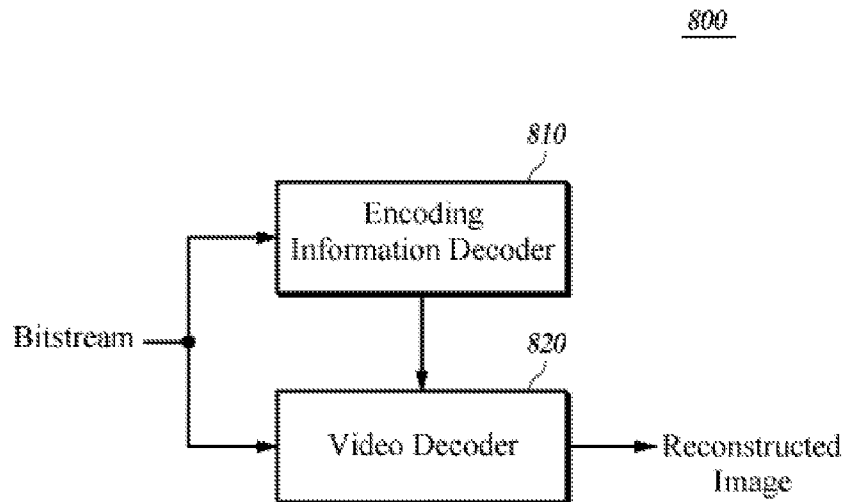 800
810
Encoding
Information Decoder
Bitstream
820
Video Decoder
Reconstructed
Image